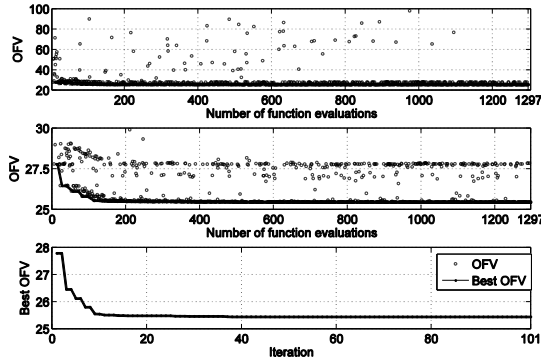 100
80
60
40
20
OFV
200 400 600 800 1000 1200 1297
Number of function evaluations
30
27.5
25
OFV
0 200 400 600 800 1000 1200 1297
Number of function evaluations
28
27
26
25
Best OFV
OFV
Best OFV
0 20 40 60 80 101
Iteration